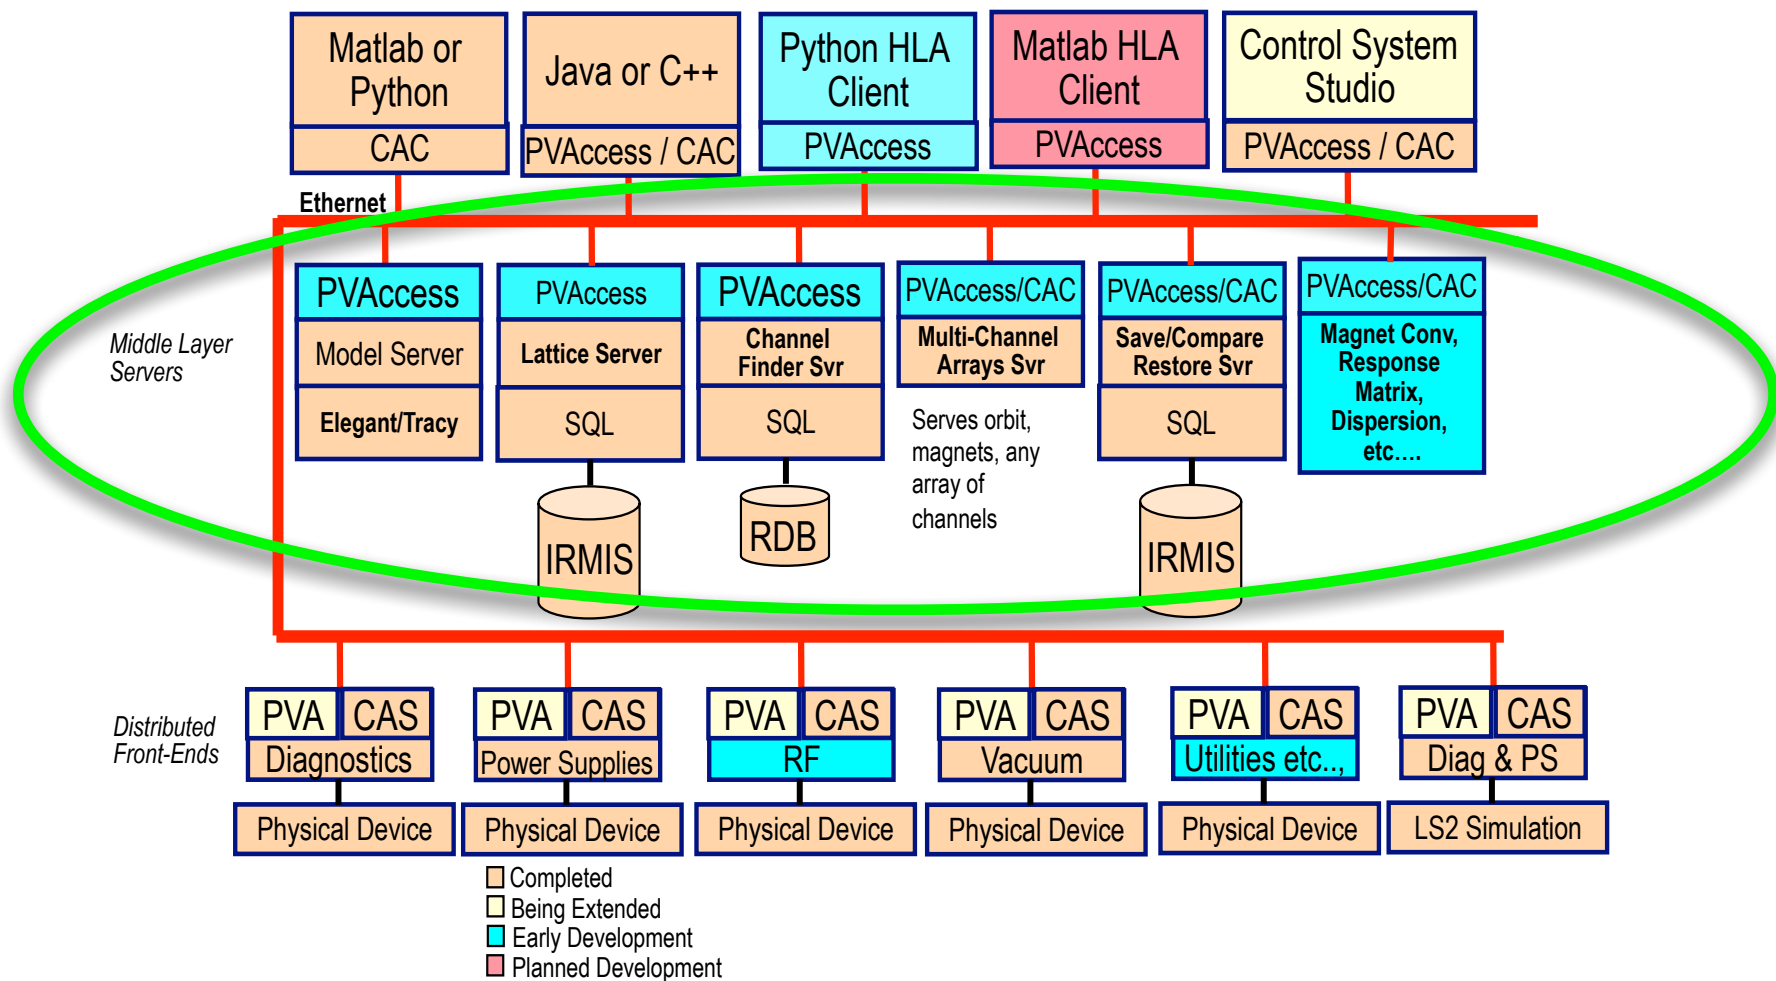 Matlab or
Python
CAC
Java or C++
PVAccess / CAC
Python HLA
Client
PVAccess
Matlab HLA
Client
PVAccess
Control System
Studio
PVAccess / CAC
Ethernet
Middle Layer
Servers
PVAccess
Model Server
Elegant/Tracy
PVAccess
Lattice Server
SQL
IRMIS
PVAccess
Channel
Finder Svr
SQL
RDB
PVAccess/CAC
Multi-Channel
Arrays Svr
Serves orbit,
magnets, any
array of
channels
PVAccess/CAC
Save/Compare
Restore Svr
SQL
IRMIS
PVAccess/CAC
Magnet Conv,
Response
Matrix,
Dispersion,
etc....
Distributed
Front-Ends
PVA CAS
Diagnostics
Physical Device
PVA CAS
Power Supplies
Physical Device
PVA CAS
RF
Physical Device
PVA CAS
Vacuum
Physical Device
PVA CAS
Utilities etc..,
Physical Device
PVA CAS
Diag & PS
LS2 Simulation
Completed
Being Extended
Early Development
Planned Development